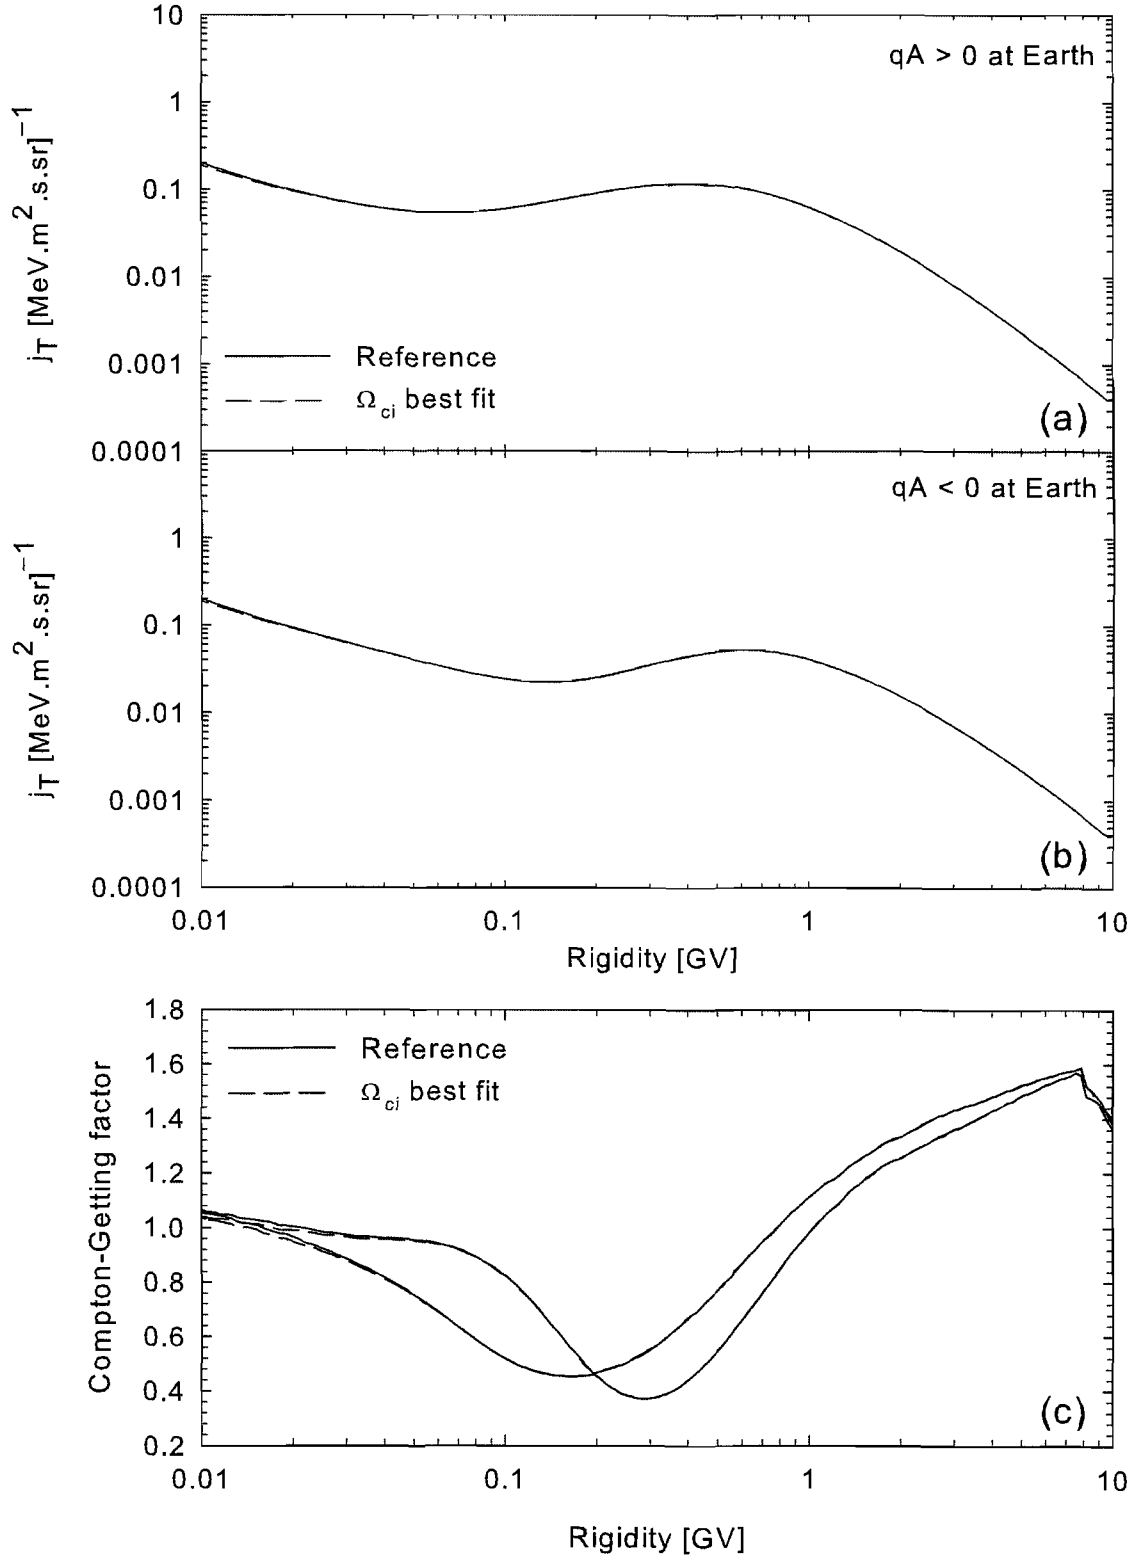 10
qA > 0 at Earth
1
0.1
0.01
0.001
0.0001
j_T [MeV.m².s.sr]⁻¹
Reference
Ω_ci best fit
(a)
qA < 0 at Earth
1
0.1
0.01
0.001
0.0001
j_T [MeV.m².s.sr]⁻¹
(b)
0.01 0.1 1 10
Rigidity [GV]
1.8
1.6
1.4
1.2
1.0
0.8
0.6
0.4
0.2
Compton-Getting factor
Reference
Ω_ci best fit
(c)
0.01 0.1 1 10
Rigidity [GV]